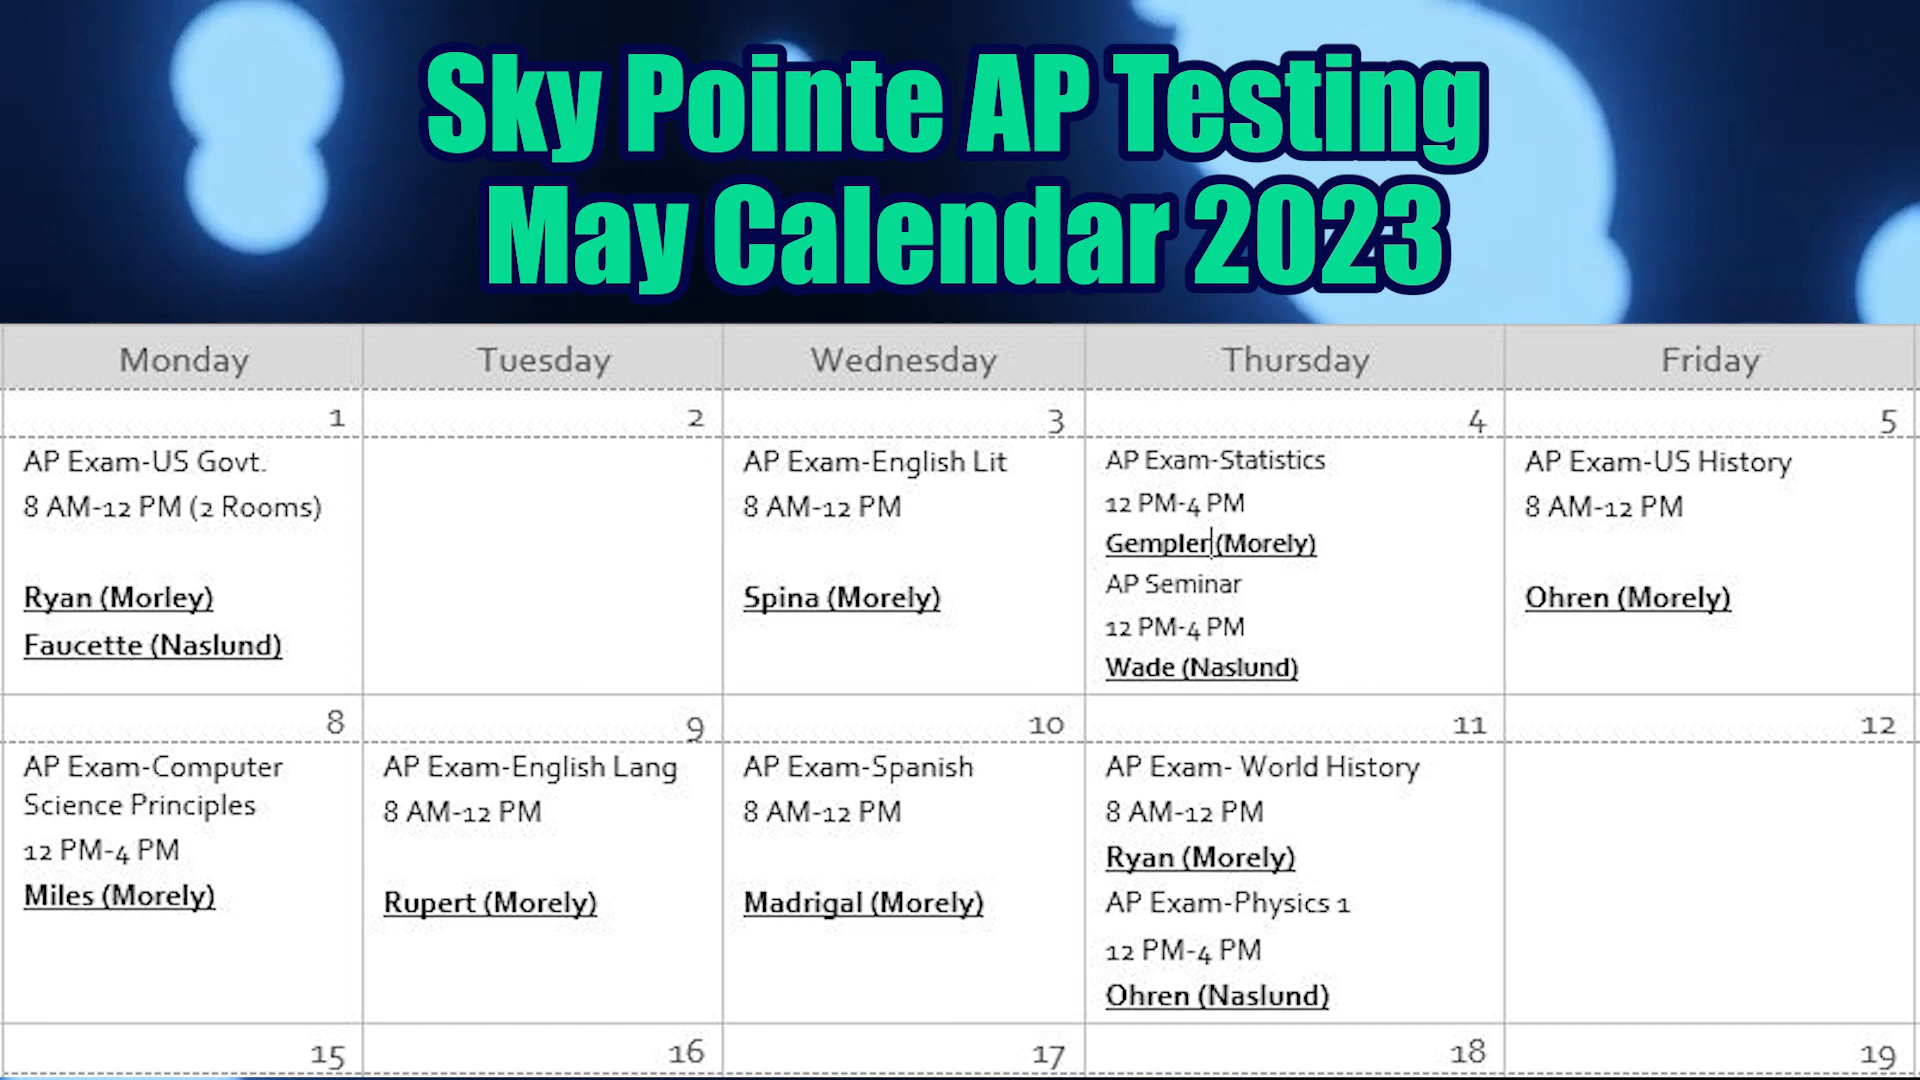 Sky Pointe AP Testing
May Calendar 2023
Monday Tuesday Wednesday Thursday Friday
1 2 3 4 5
AP Exam-US Govt.
8 AM-12 PM (2 Rooms)
Ryan (Morley)
Faucette (Naslund)
AP Exam-English Lit
8 AM-12 PM
Spina (Morely)
AP Exam-Statistics
12 PM-4 PM
Gempler (Morely)
AP Seminar
12 PM-4 PM
Wade (Naslund)
AP Exam-US History
8 AM-12 PM
Ohren (Morely)
8 9 10 11 12
AP Exam-Computer
Science Principles
12 PM-4 PM
Miles (Morely)
AP Exam-English Lang
8 AM-12 PM
Rupert (Morely)
AP Exam-Spanish
8 AM-12 PM
Madrigal (Morely)
AP Exam- World History
8 AM-12 PM
Ryan (Morely)
AP Exam-Physics 1
12 PM-4 PM
Ohren (Naslund)
15 16 17 18 19